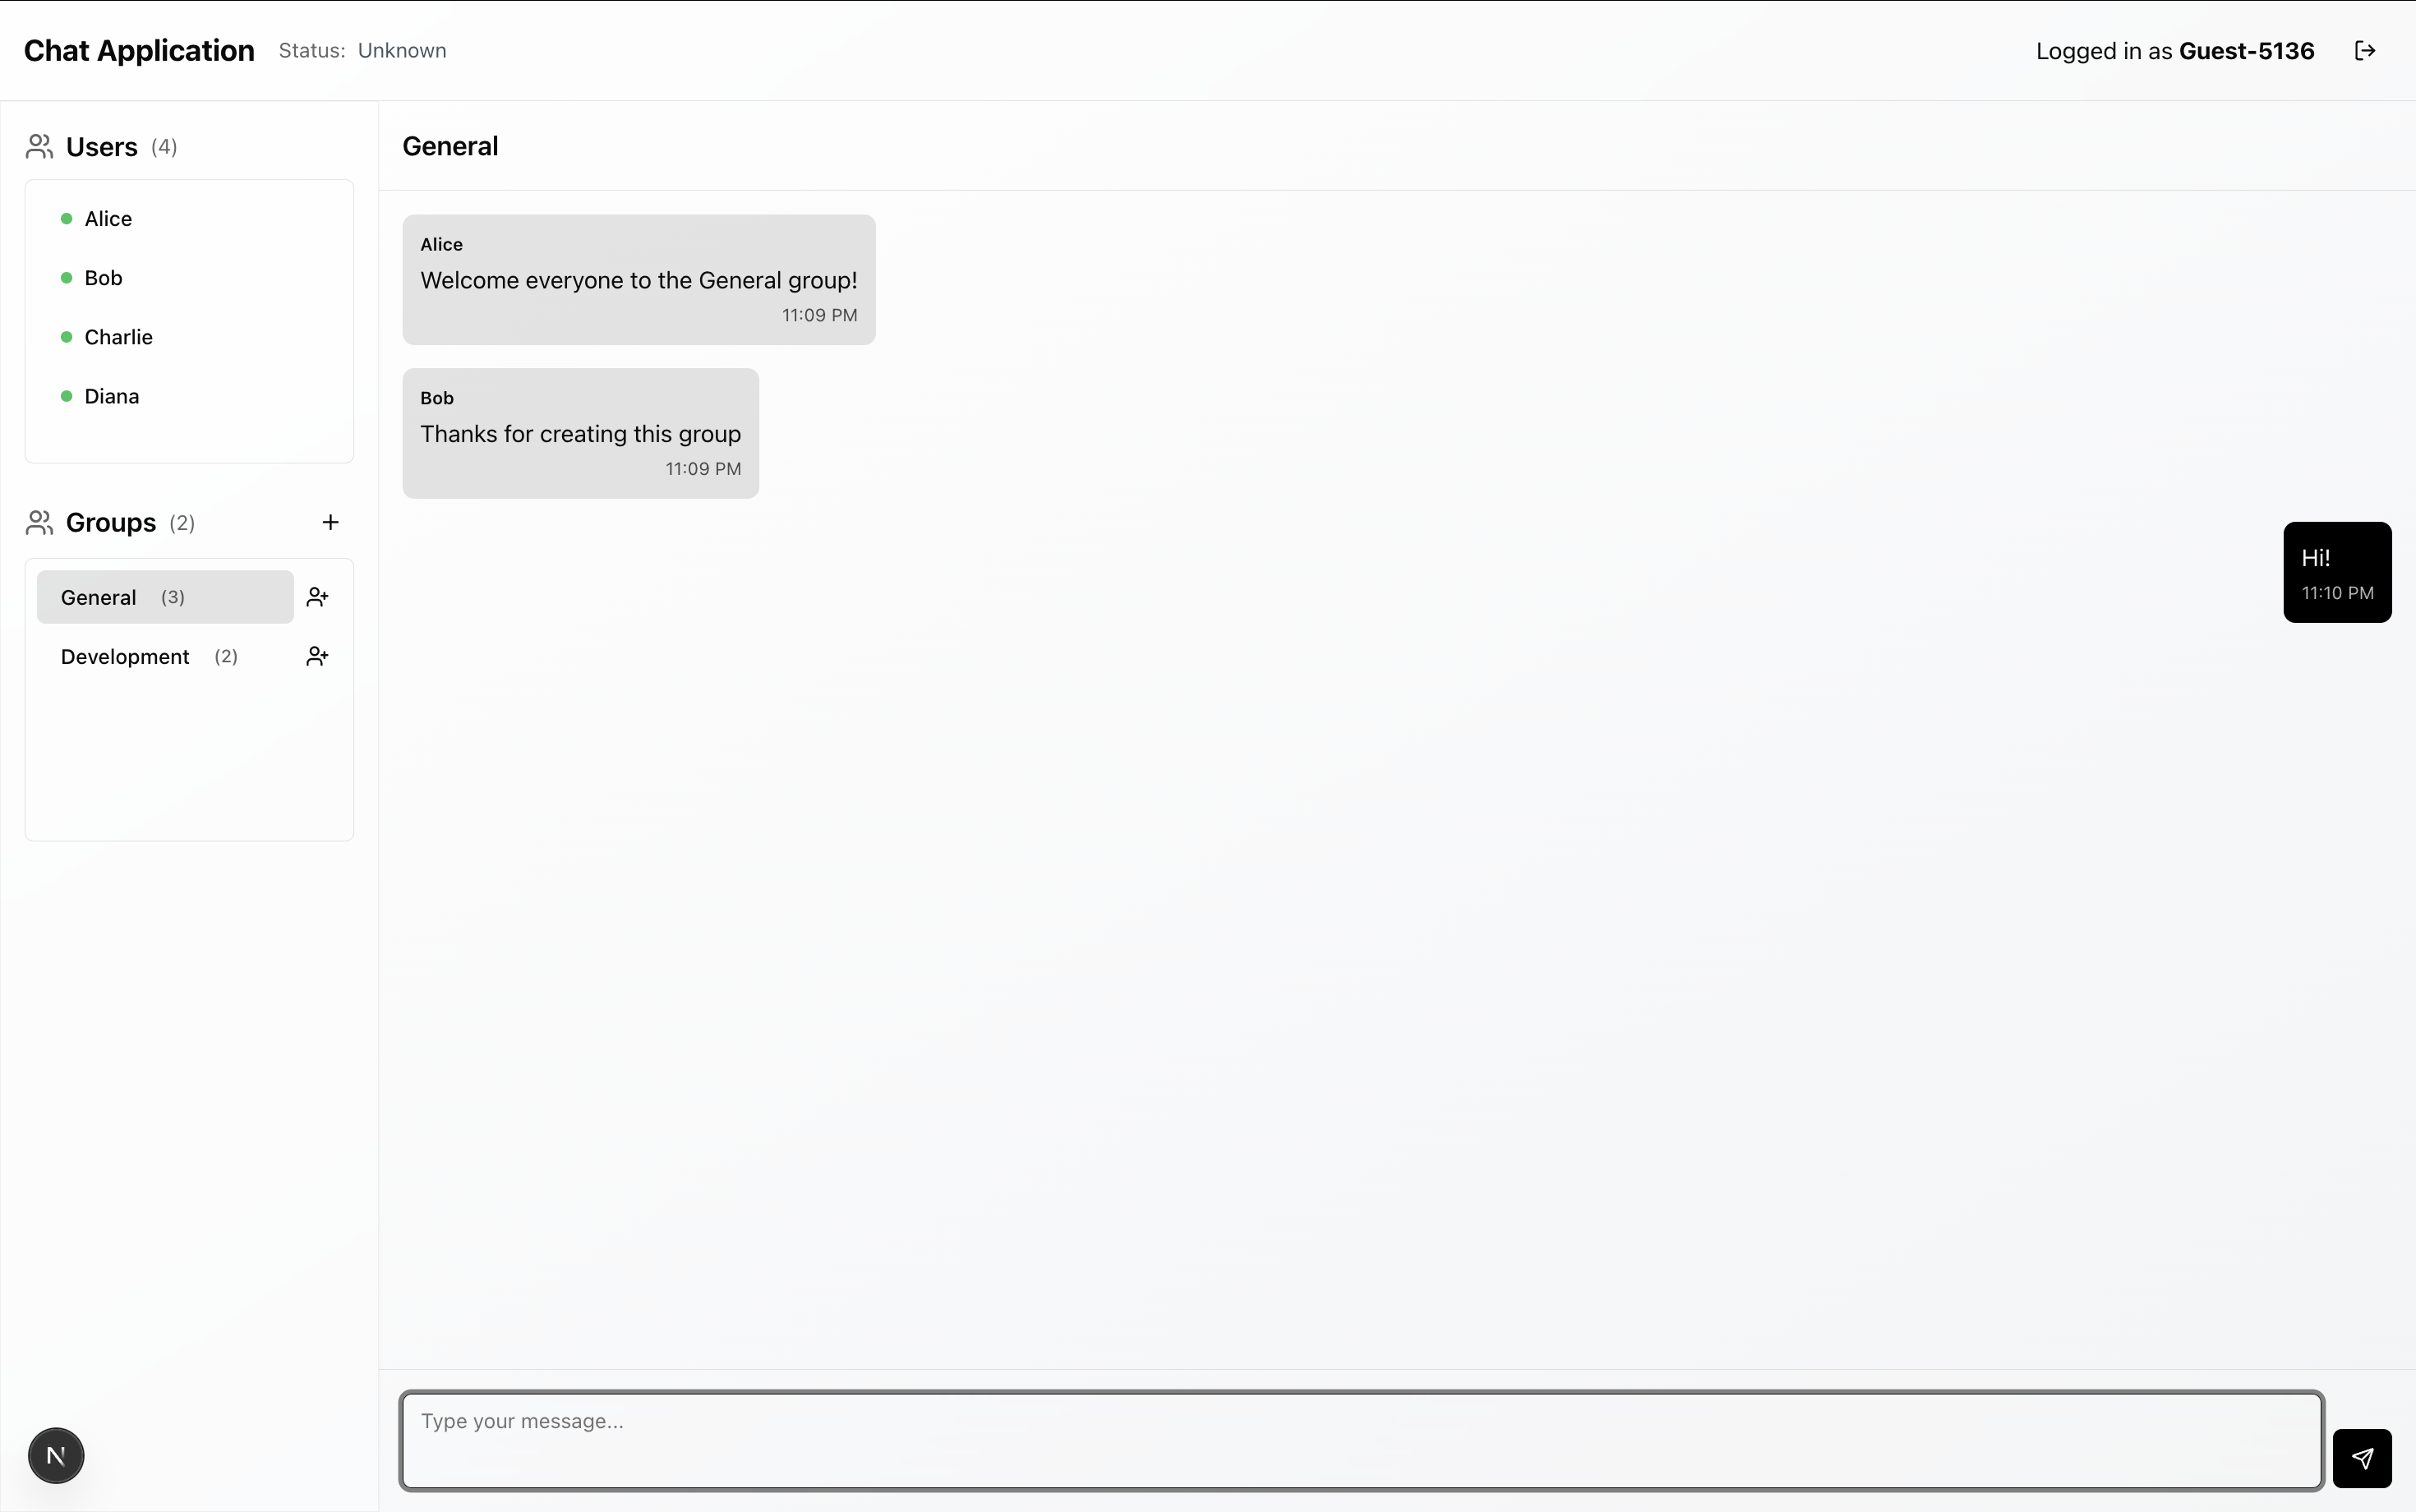 Chat Application Status: Unknown
Logged in as Guest-5136
Users (4)
Alice
Bob
Charlie
Diana
Groups (2)
General (3)
Development (2)
N
General
Alice
Welcome everyone to the General group!
11:09 PM
Bob
Thanks for creating this group
11:09 PM
Hi!
11:10 PM
Type your message...